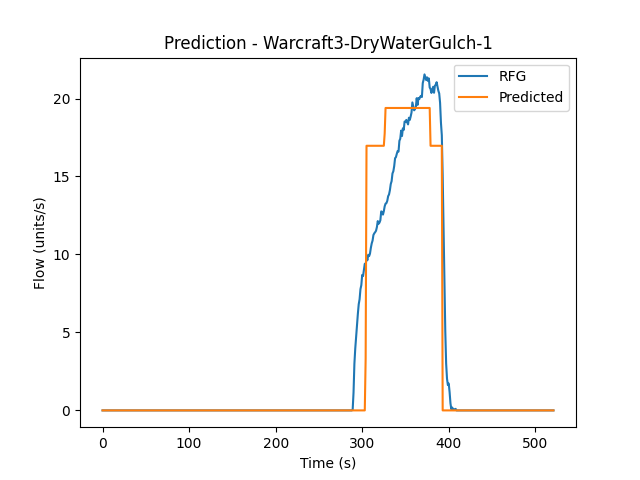 Prediction - Warcraft3-DryWaterGulch-1
RFG
Predicted
Flow (units/s)
20
15
10
5
0
0 100 200 300 400 500
Time (s)